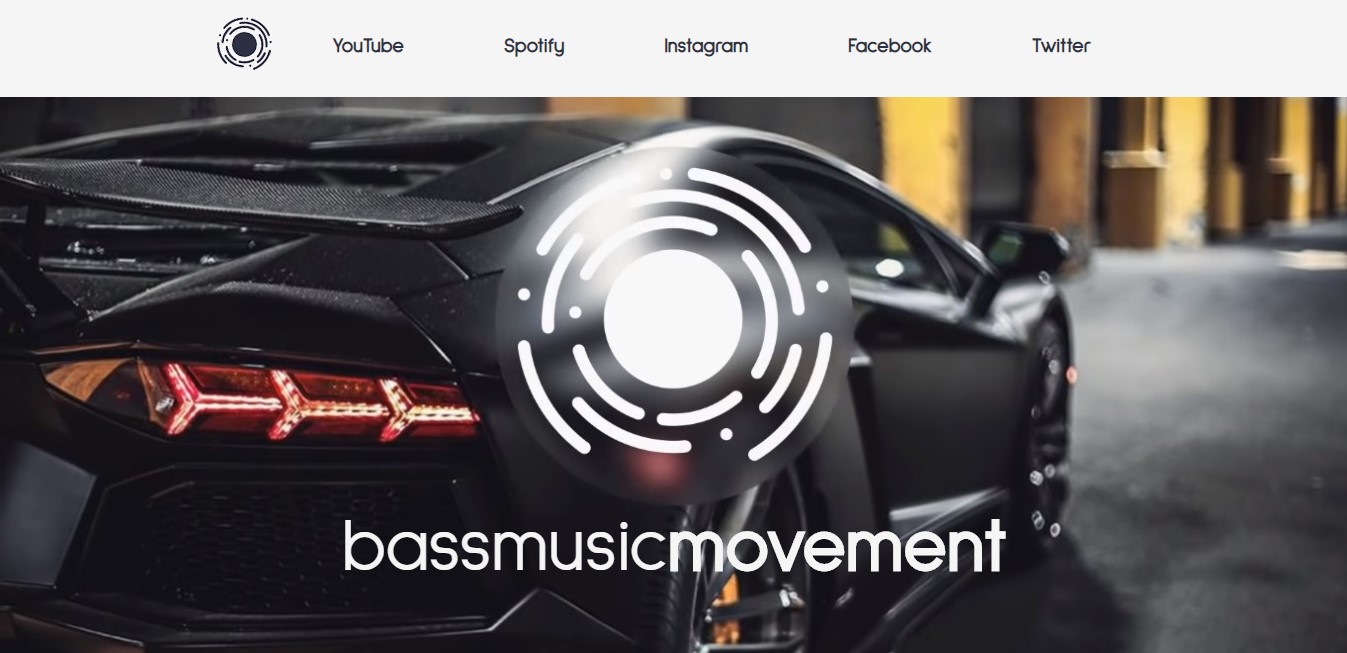 YouTube Spotify Instagram Facebook Twitter
bassmusicmovement